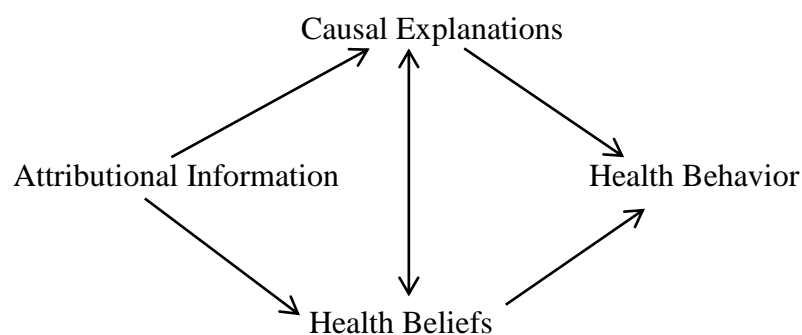 Causal Explanations
Attributional Information
Health Behavior
Health Beliefs